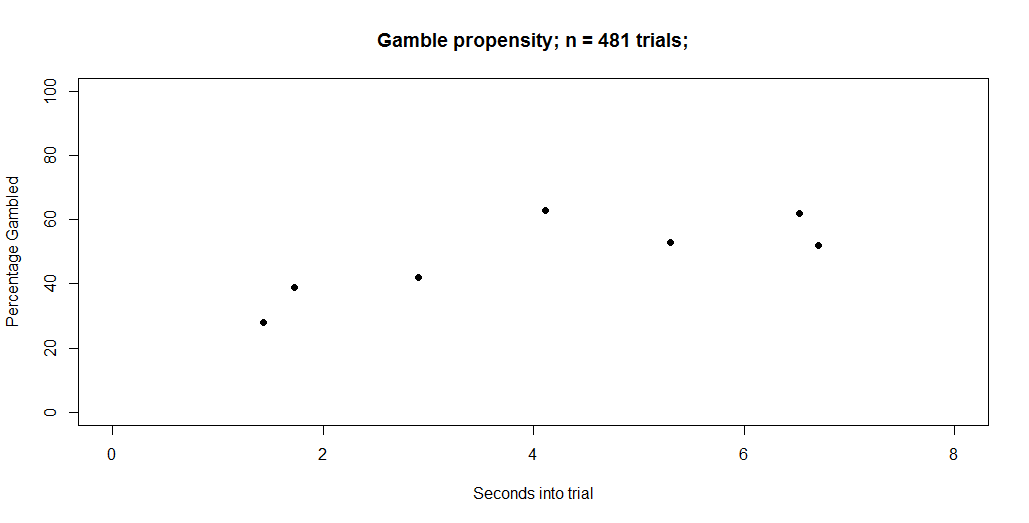 Gamble propensity; n = 481 trials;
Percentage Gambled
100
80
60
40
20
0
0 2 4 6 8
Seconds into trial